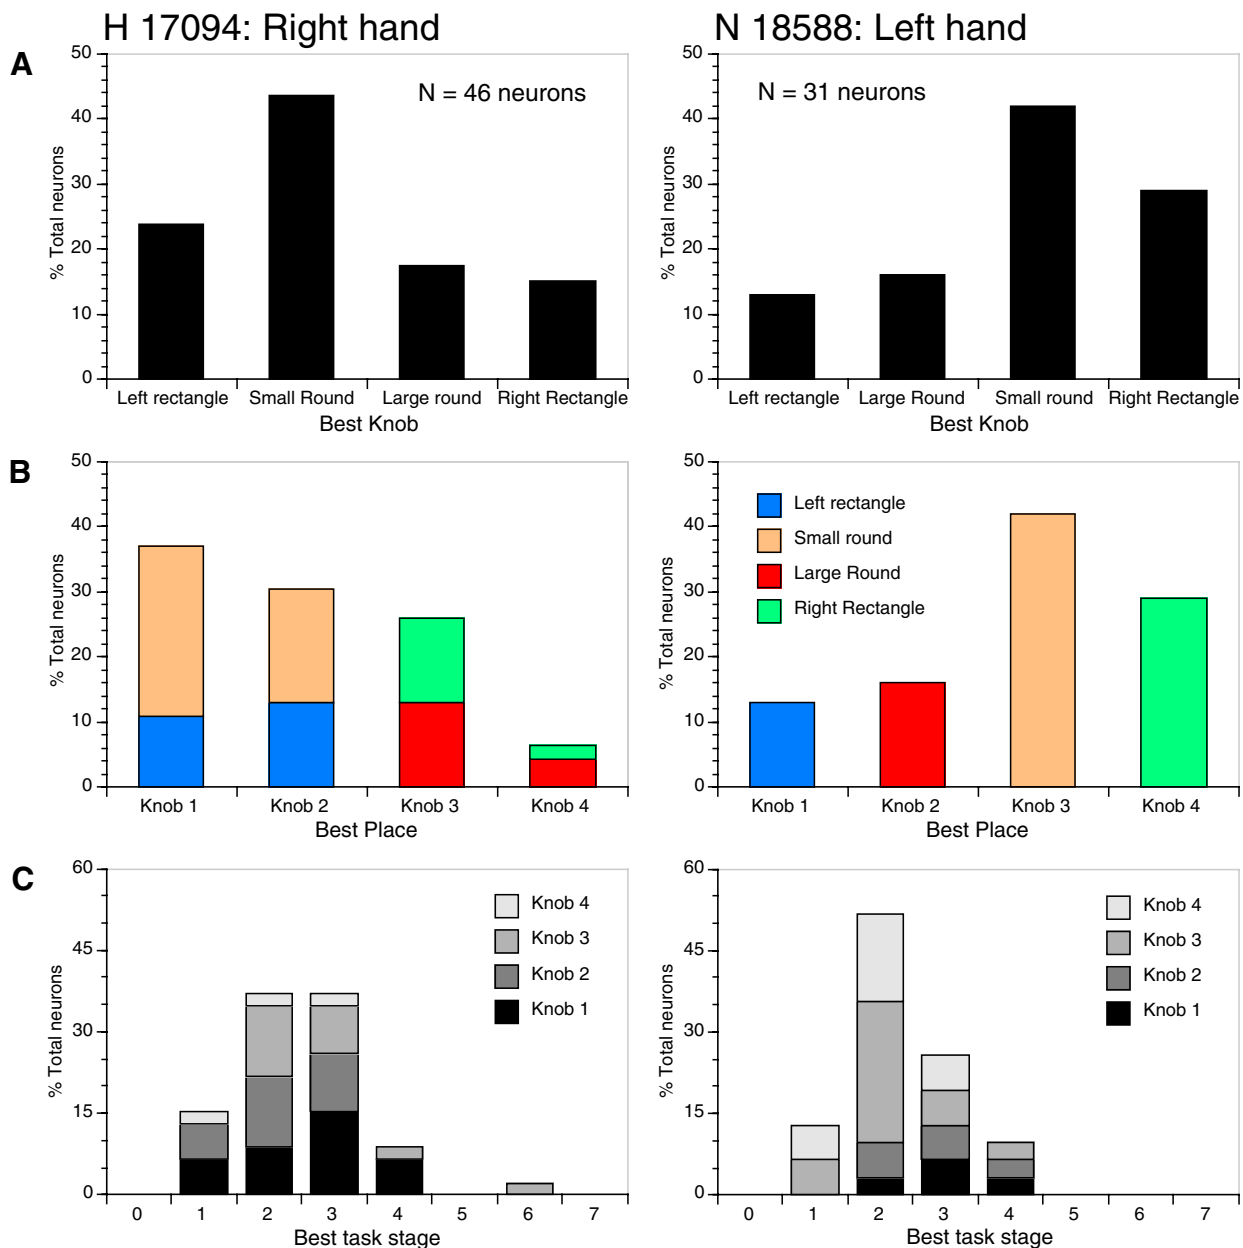 H 17094: Right hand
N 18588: Left hand
A
50
40
30
20
10
0
% Total neurons
N = 46 neurons
Left rectangle
Small Round
Large round
Right Rectangle
Best Knob
50
40
30
20
10
0
% Total neurons
N = 31 neurons
Left rectangle
Large Round
Small round
Right Rectangle
Best Knob
B
50
40
30
20
10
0
% Total neurons
Knob 1
Knob 2
Knob 3
Knob 4
Best Place
50
40
30
20
10
0
% Total neurons
Left rectangle
Small round
Large Round
Right Rectangle
Knob 1
Knob 2
Knob 3
Knob 4
Best Place
C
60
45
30
15
0
% Total neurons
Knob 4
Knob 3
Knob 2
Knob 1
0 1 2 3 4 5 6 7
Best task stage
60
45
30
15
0
% Total neurons
Knob 4
Knob 3
Knob 2
Knob 1
0 1 2 3 4 5 6 7
Best task stage